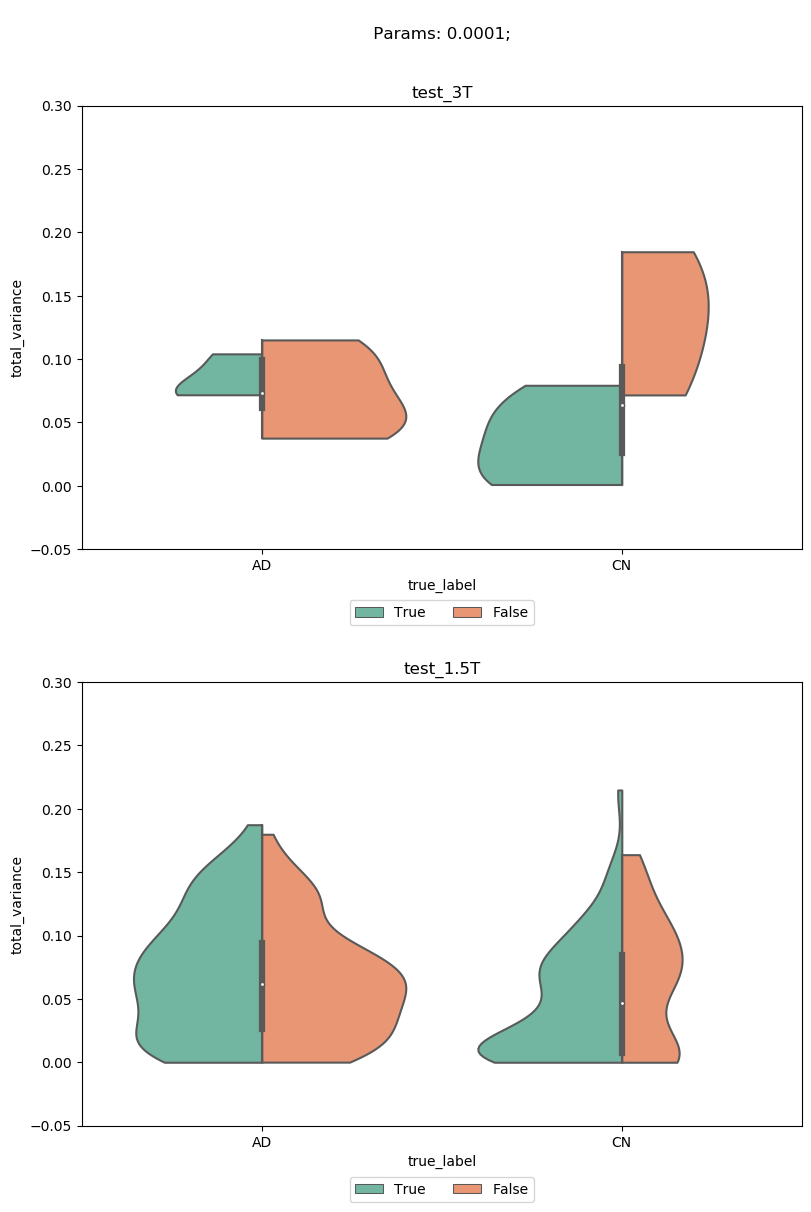 Params: 0.0001;
test_3T
0.30
0.25
0.20
0.15
0.10
0.05
0.00
−0.05
total_variance
AD CN
true_label
True False
test_1.5T
0.30
0.25
0.20
0.15
0.10
0.05
0.00
−0.05
total_variance
AD CN
true_label
True False